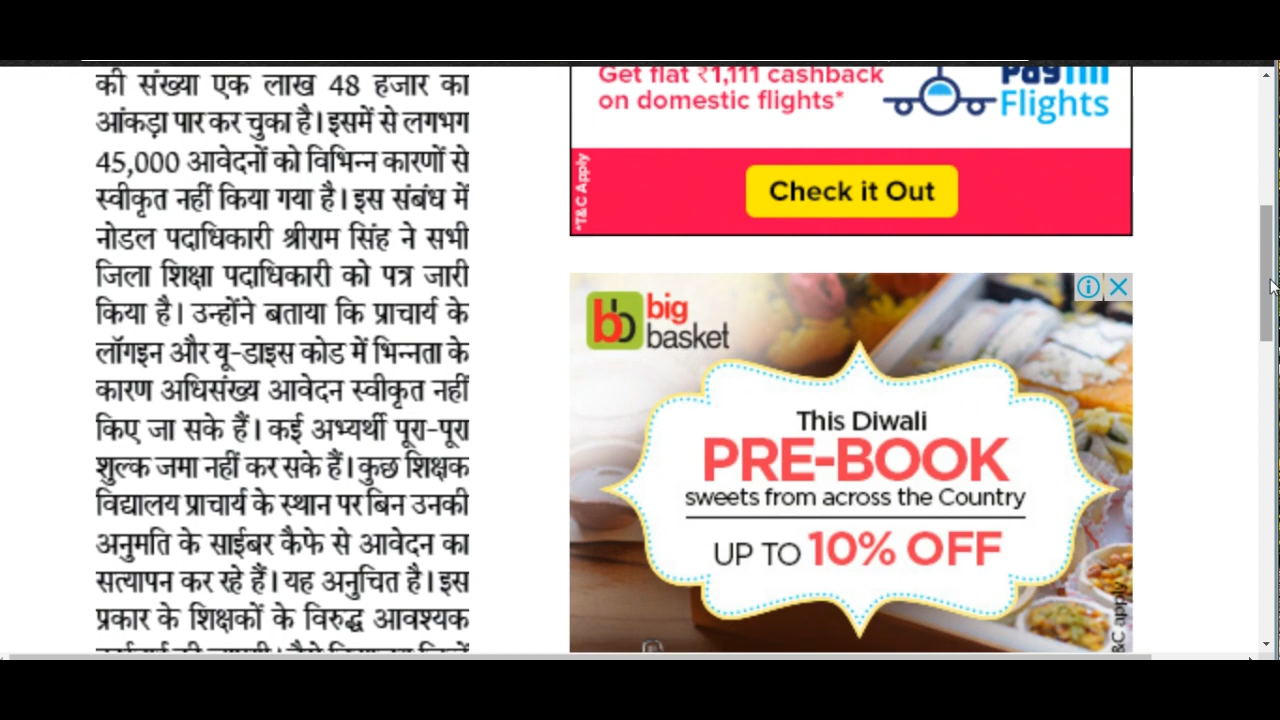 की संख्या एक लाख 48 हजार का
आंकड़ा पार कर चुका है। इसमें से लगभग
45,000 आवेदनों को विभिन्न कारणों से
स्वीकृत नहीं किया गया है। इस संबंध में
नोडल पदाधिकारी श्रीराम सिंह ने सभी
जिला शिक्षा पदाधिकारी को पत्र जारी
किया है। उन्होंने बताया कि प्राचार्य के
लॉगइन और यू-डाइस कोड में भिन्नता के
कारण अधिसंख्य आवेदन स्वीकृत नहीं
किए जा सके हैं। कई अभ्यर्थी पूरा-पूरा
शुल्क जमा नहीं कर सके हैं। कुछ शिक्षक
विद्यालय प्राचार्य के स्थान पर बिन उनकी
अनुमति के साईबर कैफे से आवेदन का
सत्यापन कर रहे हैं। यह अनुचित है। इस
प्रकार के शिक्षकों के विरुद्ध आवश्यक
Get flat ₹1,111 cashback
on domestic flights*
Paytm
Flights
*T&C Apply
Check it Out
bb big
basket
This Diwali
PRE-BOOK
sweets from across the Country
UP TO 10% OFF
&C apply